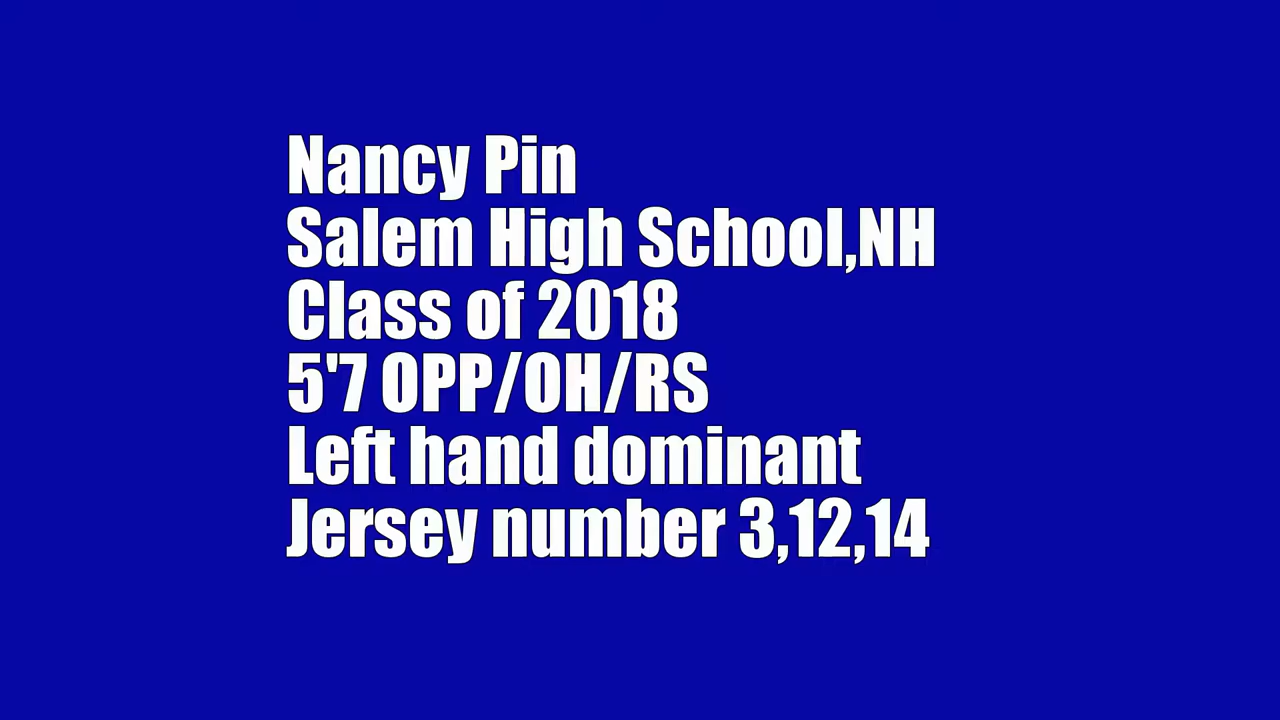 Nancy Pin
Salem High School,NH
Class of 2018
5'7 OPP/OH/RS
Left hand dominant
Jersey number 3,12,14